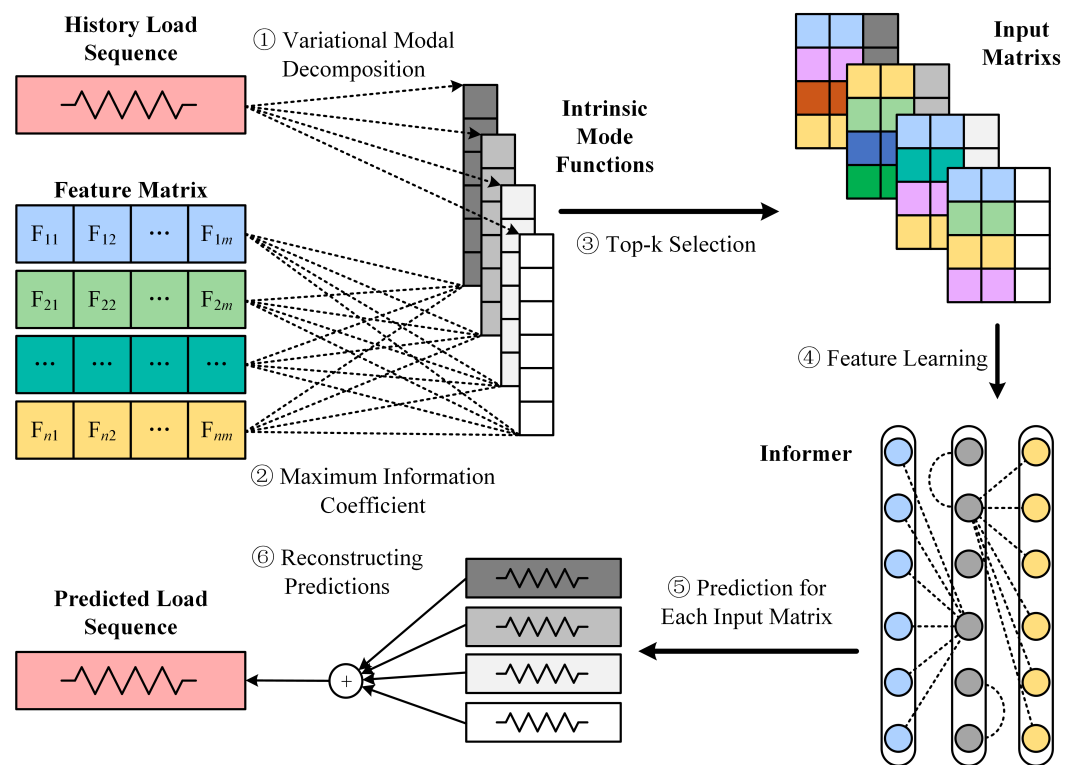 History Load
Sequence
① Variational Modal
Decomposition
Intrinsic
Mode
Functions
Input
Matrixs
Feature Matrix
F11 F12 ... F1m
F21 F22 ... F2m
... ... ... ...
Fn1 Fn2 ... Fnm
③ Top-k Selection
④ Feature Learning
② Maximum Information
Coefficient
Informer
⑥ Reconstructing
Predictions
⑤ Prediction for
Each Input Matrix
Predicted Load
Sequence
+